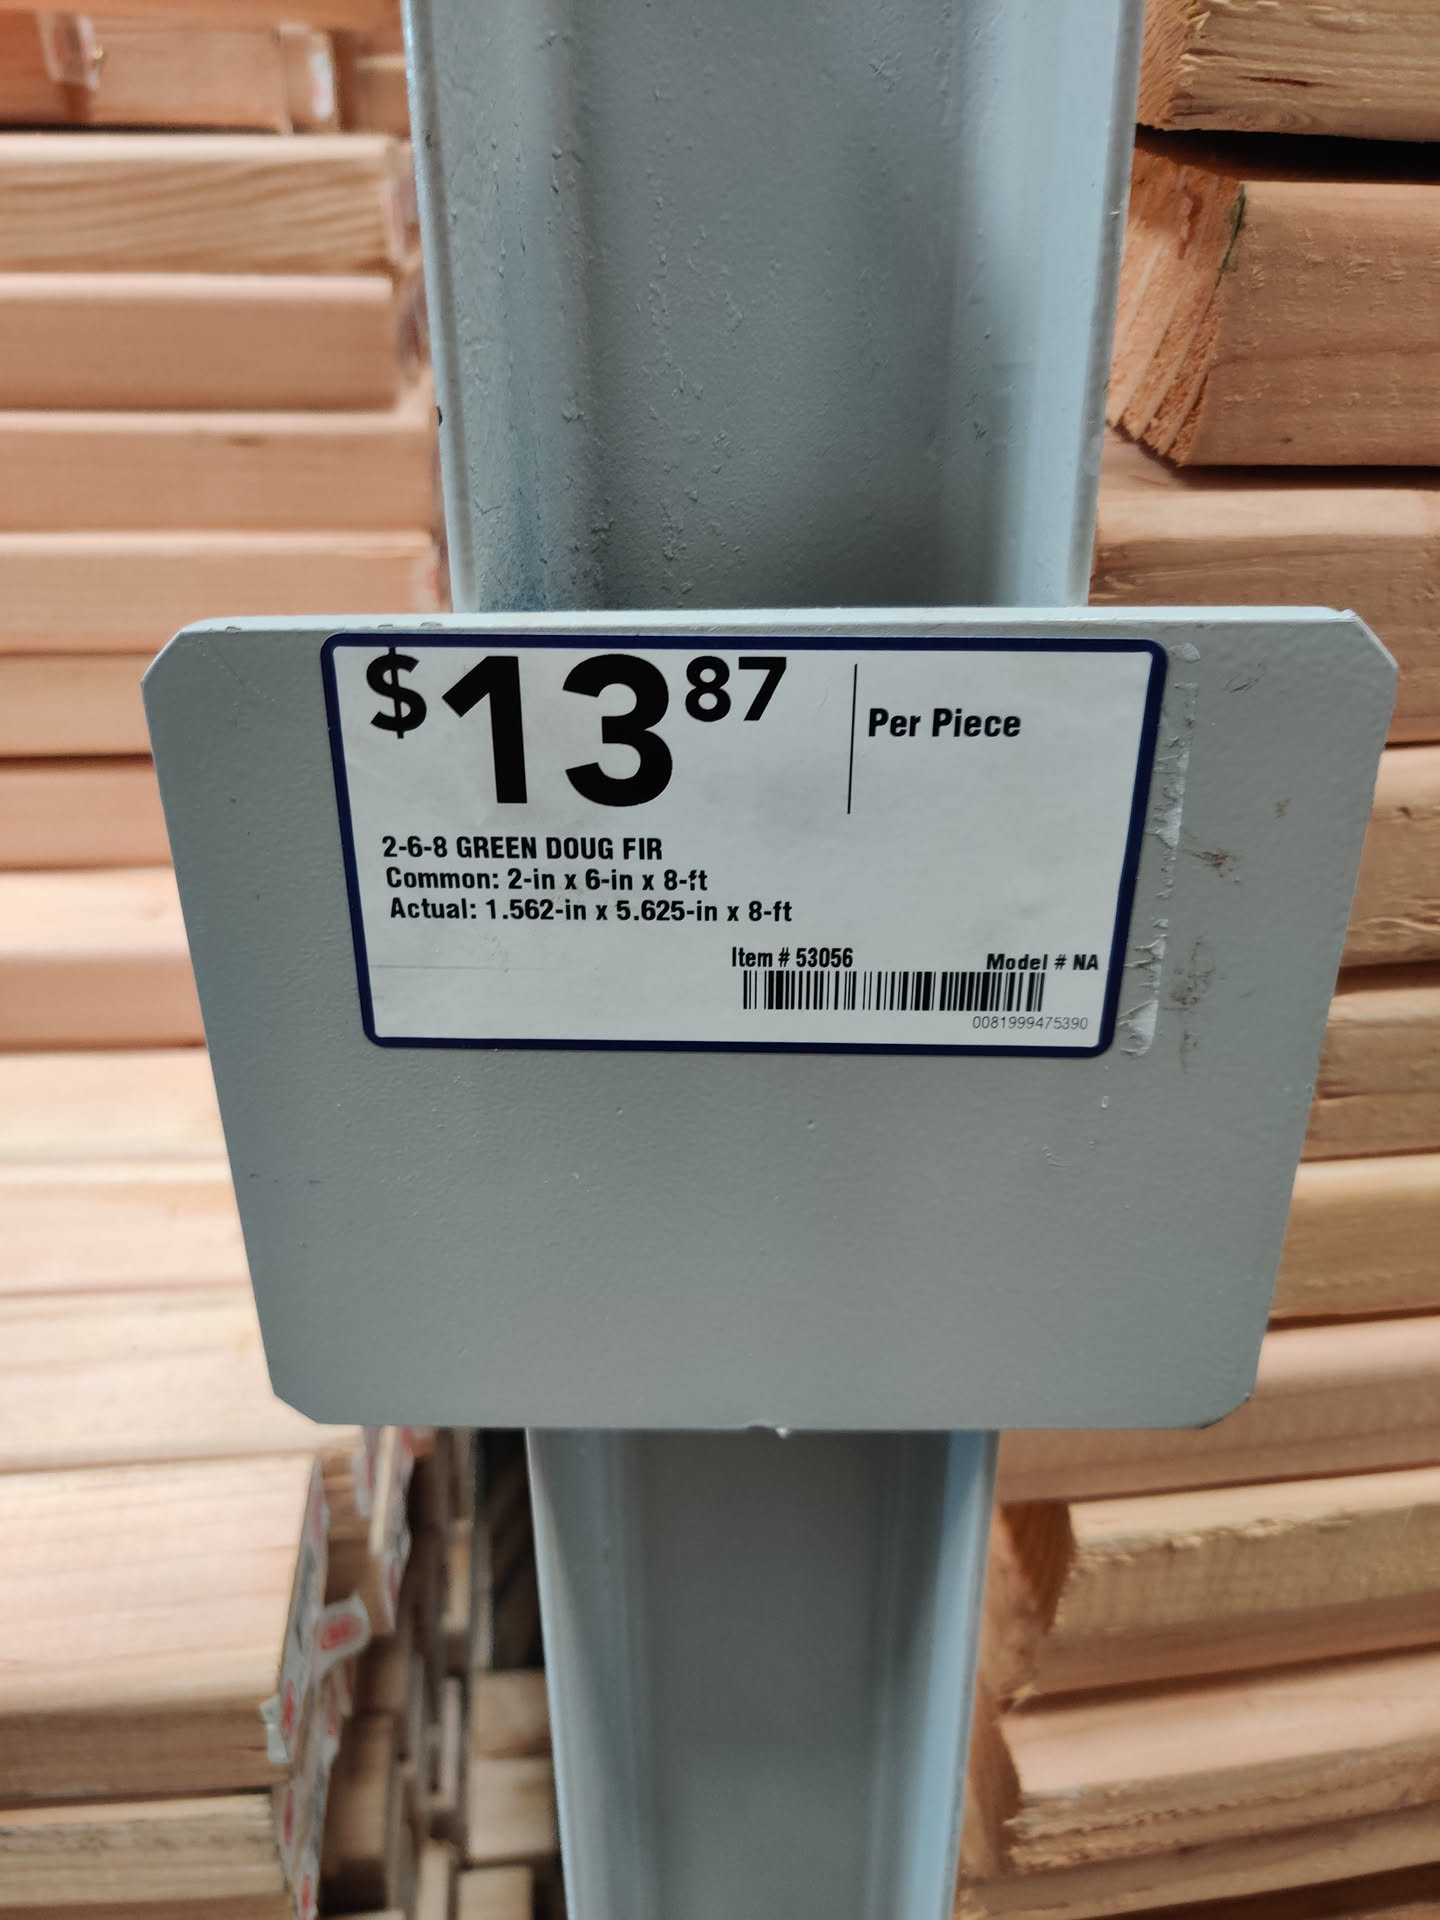 $13 87
Per Piece
2-6-8 GREEN DOUG FIR
Common: 2-in x 6-in x 8-ft
Actual: 1.562-in x 5.625-in x 8-ft
Item # 53056 Model # NA
0081999475390